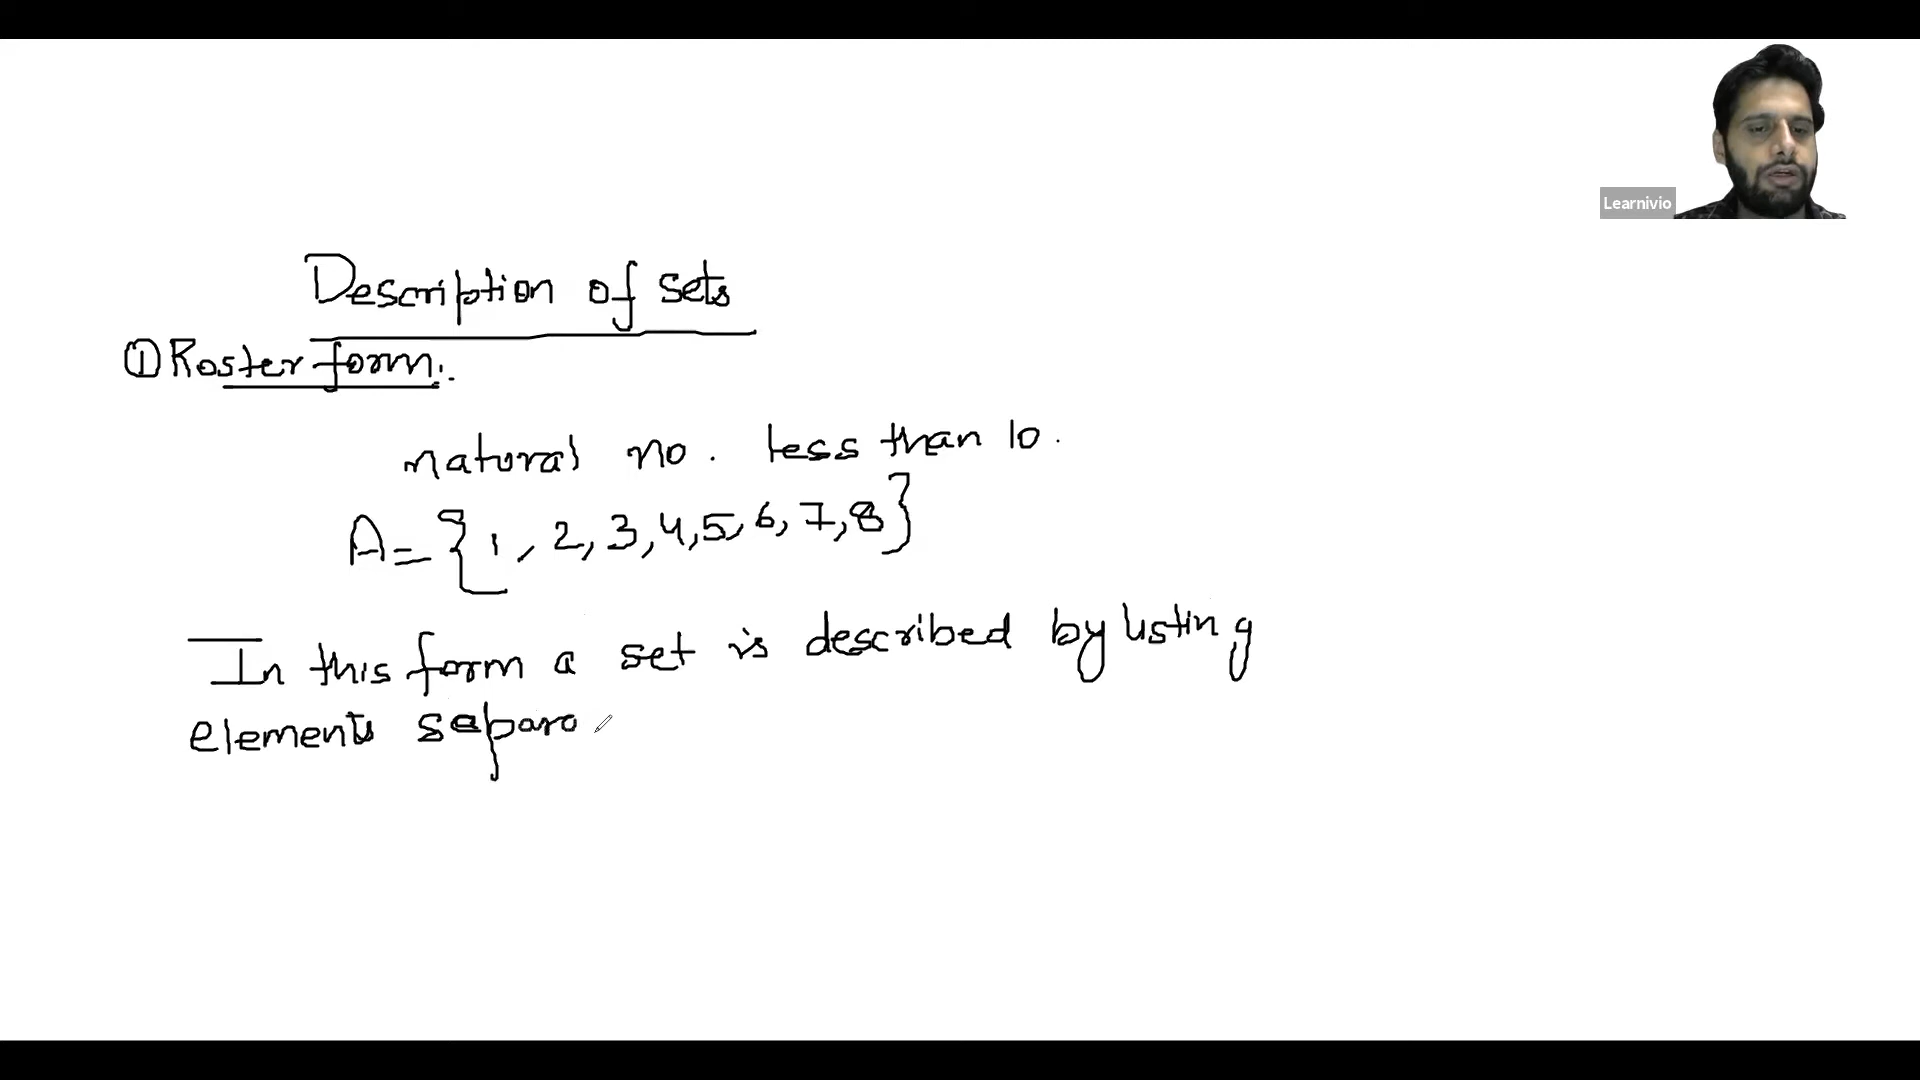 Learnivio
Description of sets
① Roster form:.
natural no. less than 10.
A = {1, 2, 3, 4, 5, 6, 7, 8}
In this form a set is described by listing
elements separa